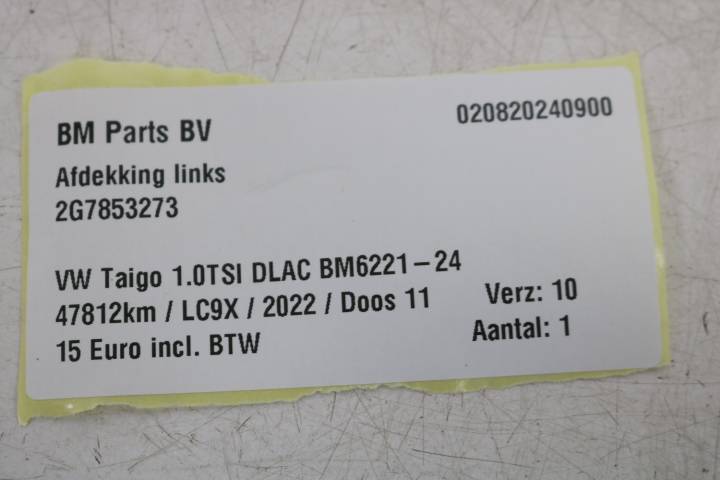 BM Parts BV
020820240900
Afdekking links
2G7853273
VW Taigo 1.0TSI DLAC BM6221-24
47812km / LC9X / 2022 / Doos 11
Verz: 10
15 Euro incl. BTW
Aantal: 1